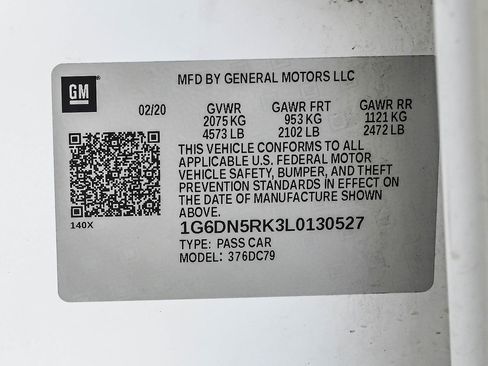 GM
MFD BY GENERAL MOTORS LLC
02/20 GVWR GAWR FRT GAWR RR
2075 KG 953 KG 1121 KG
4573 LB 2102 LB 2472 LB
THIS VEHICLE CONFORMS TO ALL
APPLICABLE U.S. FEDERAL MOTOR
VEHICLE SAFETY, BUMPER, AND THEFT
PREVENTION STANDARDS IN EFFECT ON
THE DATE OF MANUFACTURE SHOWN
ABOVE.
140X
1G6DN5RK3L0130527
TYPE: PASS CAR
MODEL: 376DC79